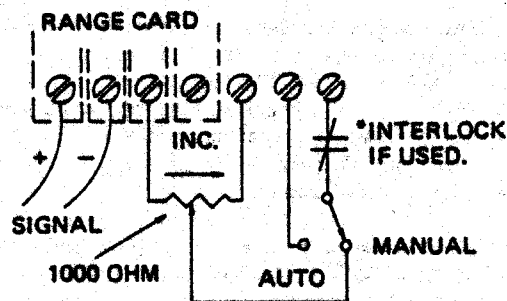 RANGE CARD
INC.
*INTERLOCK
IF USED.
+
-
SIGNAL
1000 OHM
AUTO
MANUAL